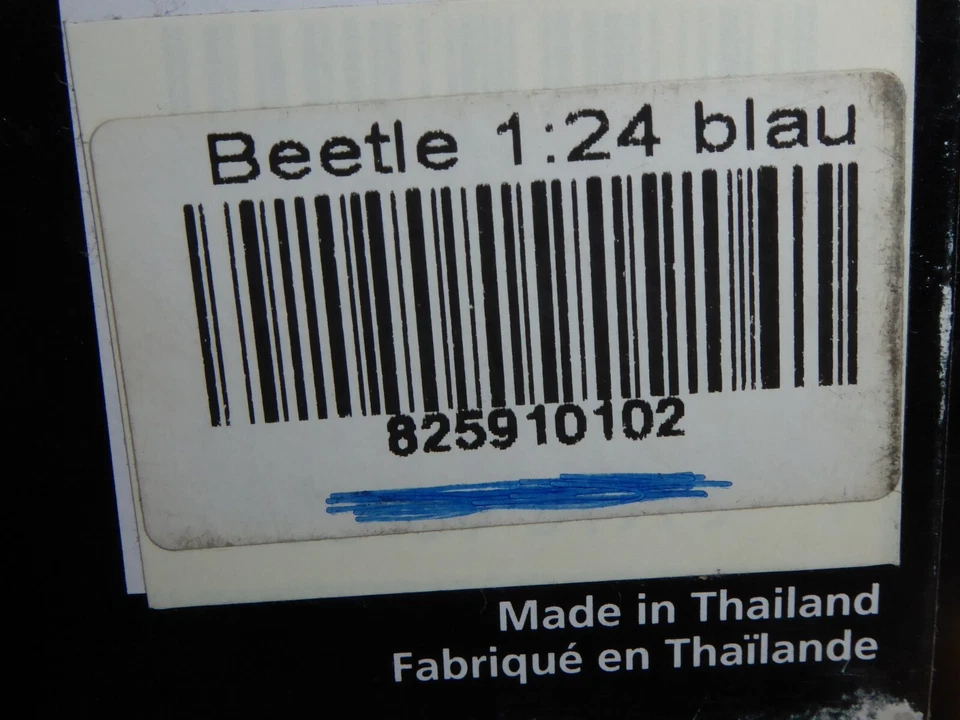 Beetle 1:24 blau
825910102
Made in Thailand
Fabriqué en Thaïlande